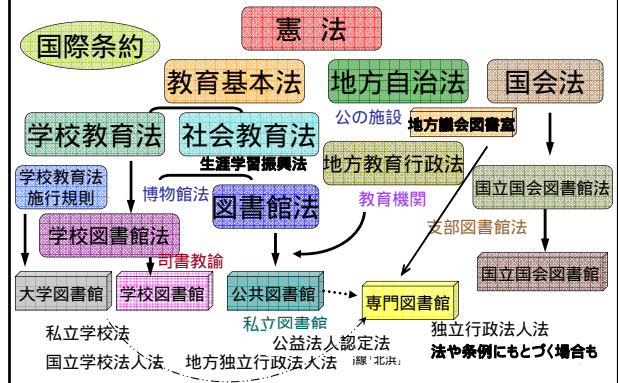 憲法
国際条約
教育基本法
地方自治法
国会法
公の施設
地方議会図書室
学校教育法
社会教育法
生涯学習振興法
地方教育行政法
学校教育法
施行規則
博物館法
図書館法
教育機関
国立国会図書館法
学校図書館法
支部図書館法
司書教諭
国立国会図書館
大学図書館
学校図書館
公共図書館
専門図書館
私立図書館
私立学校法
公益法人認定法
独立行政法人法
国立学校法人法
地方独立行政法人法
線「北浜」
法や条例にもとづく場合も